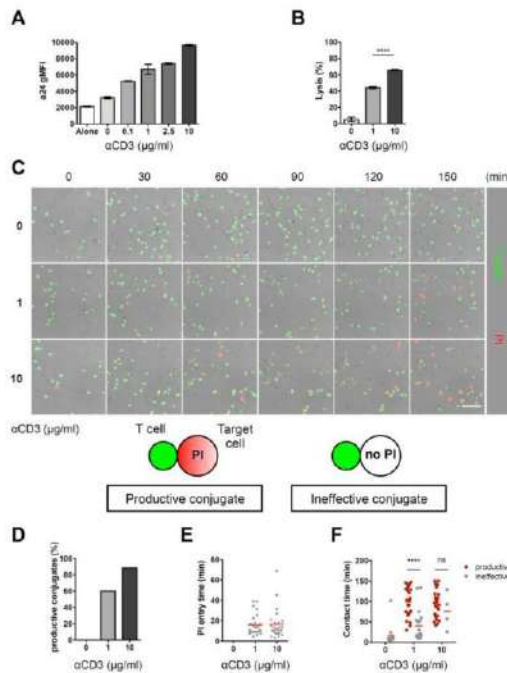 A
α24 gMFI
10000
8000
6000
4000
2000
0
Alone 0 0.1 1 2.5 10
αCD3 (µg/ml)
B
Lysis (%)
100
80
60
40
20
0
****
0 1 10
αCD3 (µg/ml)
C
0 30 60 90 120 150 (min
0
1
10
PI
αCD3 (µg/ml)
T cell
Target
cell
PI
no PI
Productive conjugate
Ineffective conjugate
D
productive conjugates (%)
100
80
60
40
20
0
0 1 10
αCD3 (µg/ml)
E
PI entry time (min)
80
60
40
20
0
0 1 10
αCD3 (µg/ml)
F
Contact time (min)
200
150
100
50
0
**** ns
productive
ineffective
0 1 10
αCD3 (µg/ml)